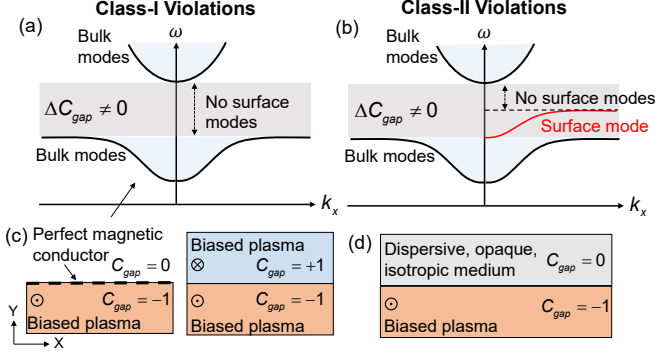 Class-I Violations
Class-II Violations
(a)
Bulk modes
ω
ΔC_gap ≠ 0
No surface modes
Bulk modes
k_x
(b)
Bulk modes
ω
ΔC_gap ≠ 0
No surface modes
Surface mode
Bulk modes
k_x
(c)
Perfect magnetic
conductor
C_gap = 0
C_gap = −1
Biased plasma
Y
X
Biased plasma
C_gap = +1
C_gap = −1
Biased plasma
(d)
Dispersive, opaque,
isotropic medium
C_gap = 0
C_gap = −1
Biased plasma